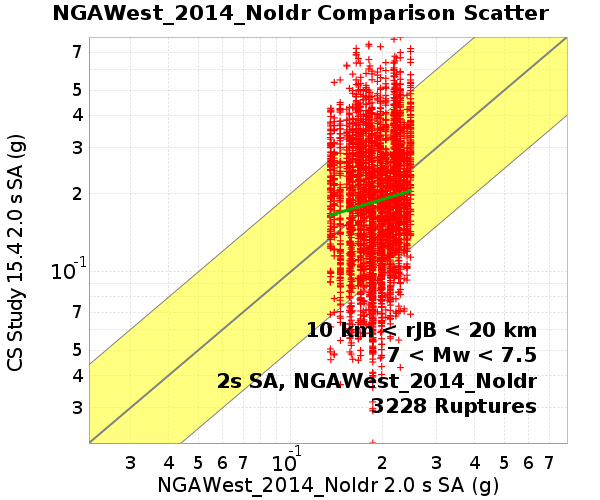 NGAWest_2014_NoIdr Comparison Scatter
CS Study 15.4 2.0 s SA (g)
7
5
4
3
2
10-1
7
5
4
3
10 km < rJB < 20 km
7 < Mw < 7.5
2s SA, NGAWest_2014_NoIdr
3228 Ruptures
3 4 5 6 7 10-1 2 3 4 5 6 7
NGAWest_2014_NoIdr 2.0 s SA (g)